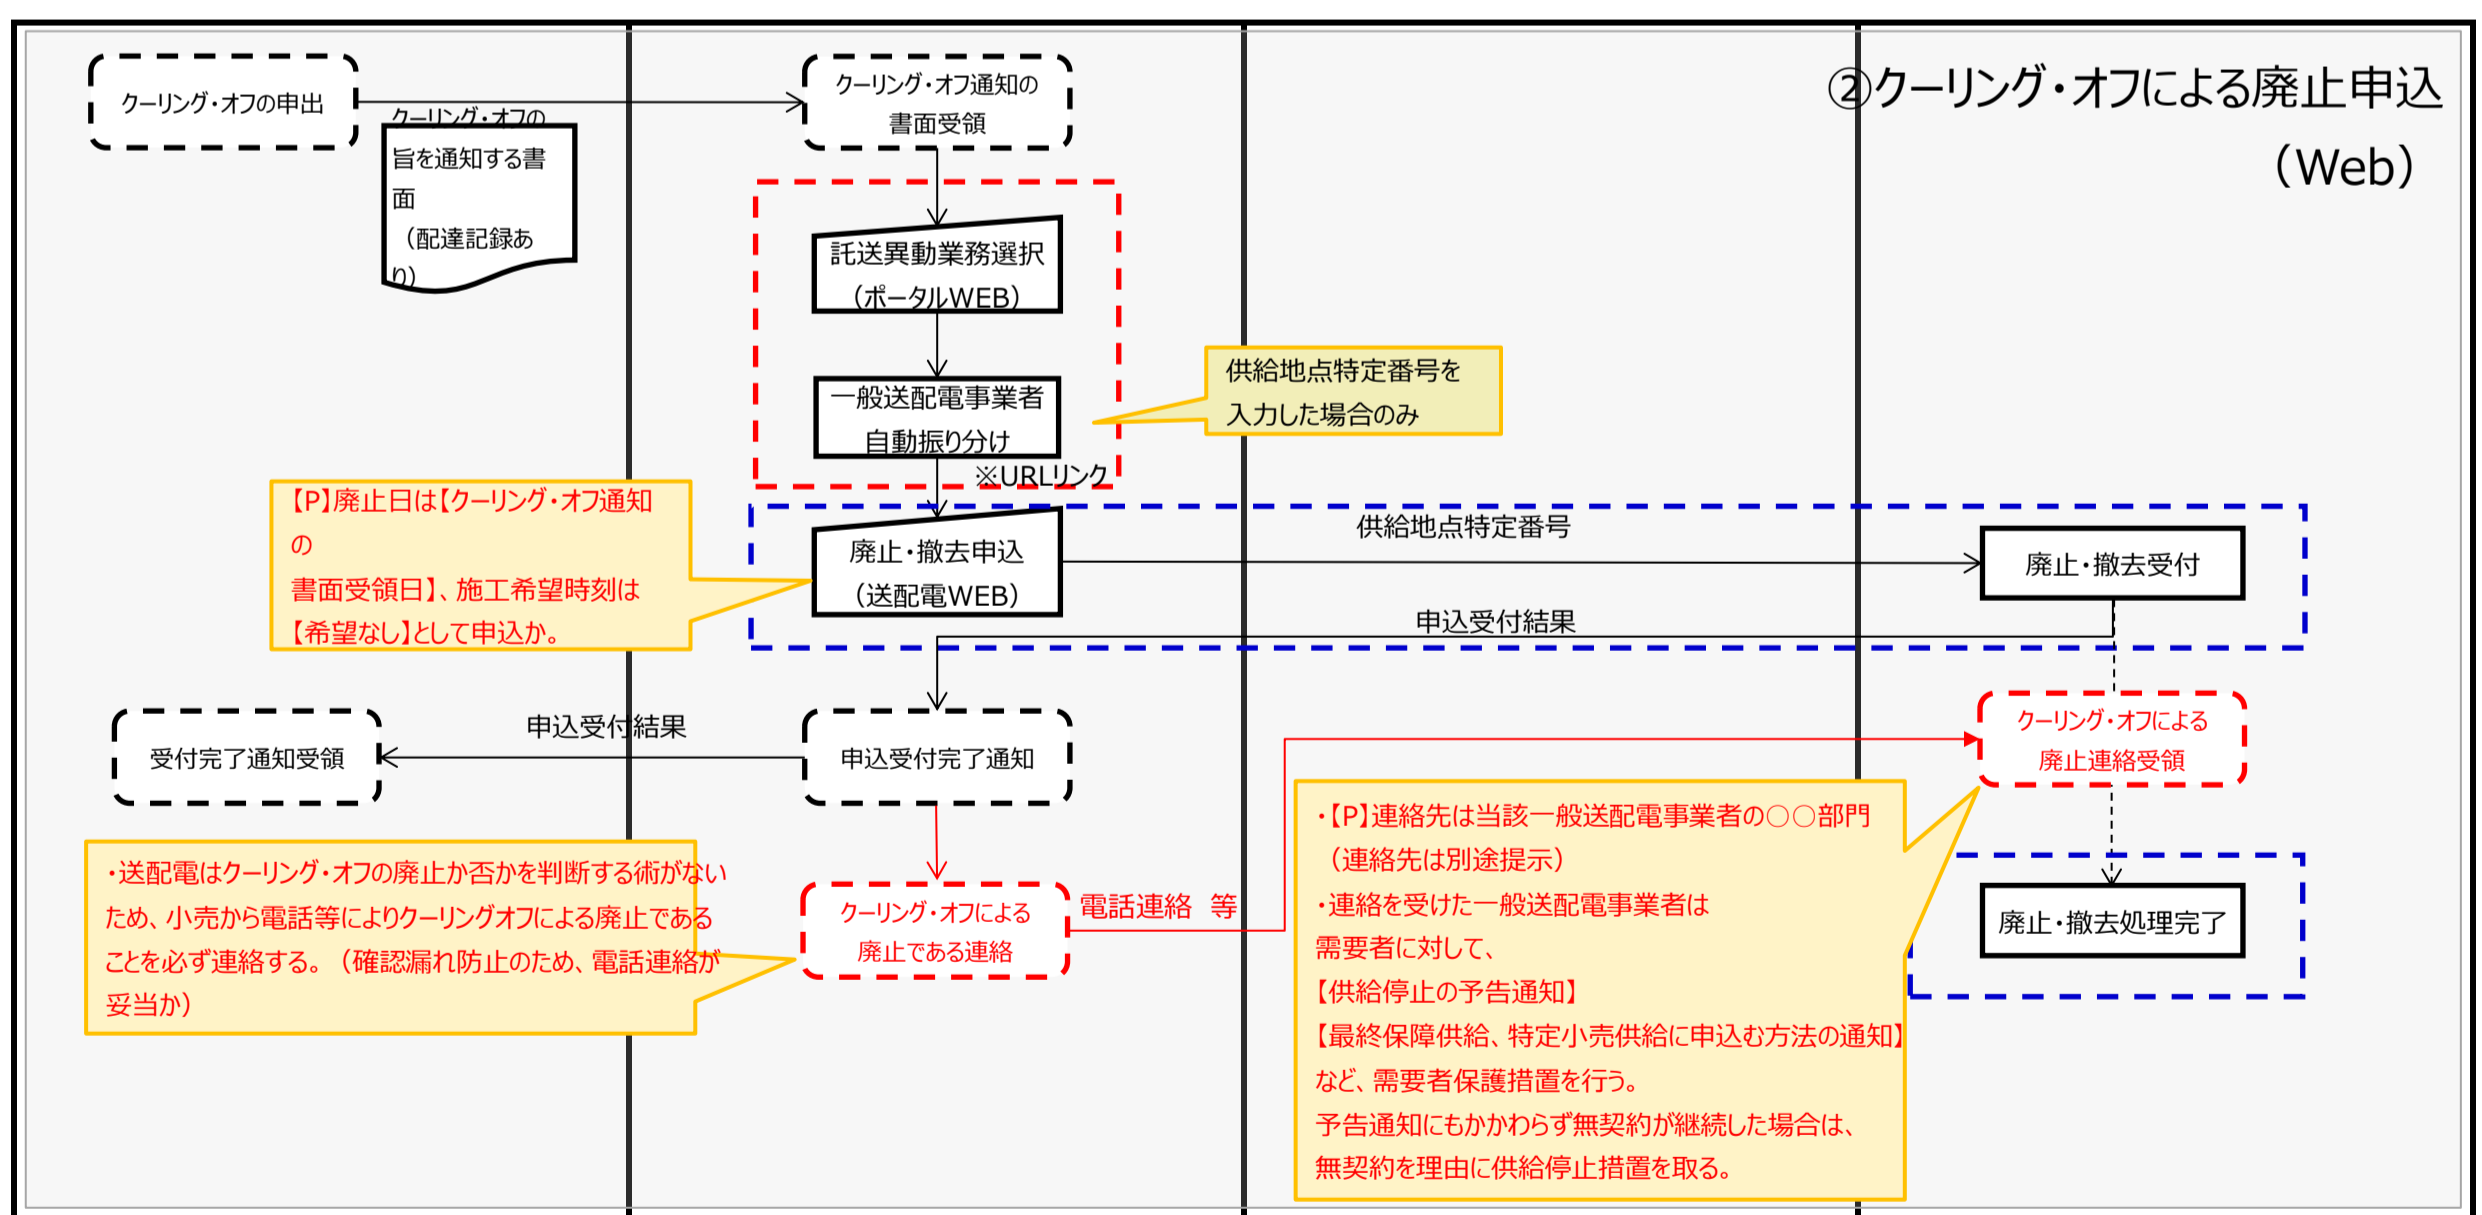 ②クーリング・オフによる廃止申込
（Web）
クーリング・オフの申出
クーリング・オフの
旨を通知する書
面
（配達記録あ
り）
クーリング・オフ通知の
書面受領
託送異動業務選択
（ポータルWEB）
一般送配電事業者
自動振り分け
※URLリンク
供給地点特定番号を
入力した場合のみ
【P】廃止日は【クーリング・オフ通知
の
書面受領日】、施工希望時刻は
【希望なし】として申込か。
廃止・撤去申込
（送配電WEB）
供給地点特定番号
廃止・撤去受付
申込受付結果
受付完了通知受領
申込受付結果
申込受付完了通知
クーリング・オフによる
廃止連絡受領
・送配電はクーリング・オフの廃止か否かを判断する術がない
ため、小売から電話等によりクーリングオフによる廃止である
ことを必ず連絡する。（確認漏れ防止のため、電話連絡が
妥当か）
クーリング・オフによる
廃止である連絡
電話連絡　等
・【P】連絡先は当該一般送配電事業者の○○部門
（連絡先は別途提示）
・連絡を受けた一般送配電事業者は
需要者に対して、
【供給停止の予告通知】
【最終保障供給、特定小売供給に申込む方法の通知】
など、需要者保護措置を行う。
予告通知にもかかわらず無契約が継続した場合は、
無契約を理由に供給停止措置を取る。
廃止・撤去処理完了